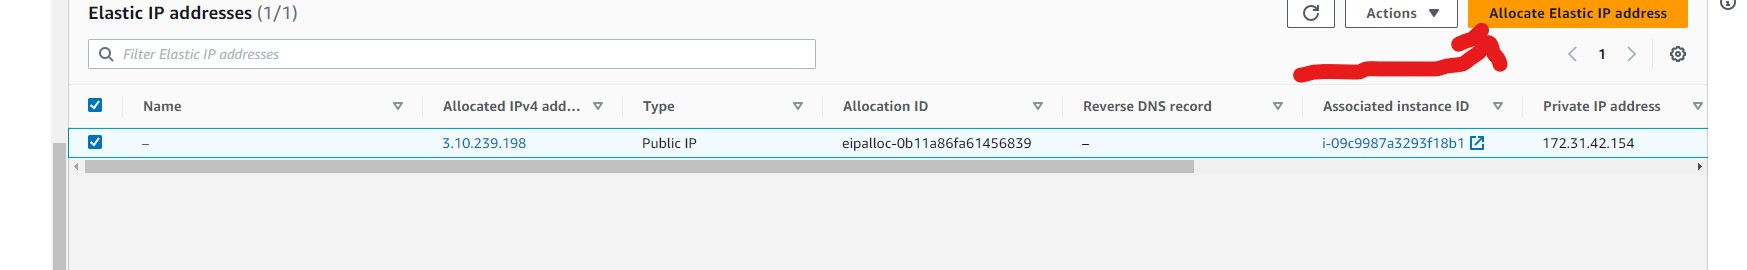 Elastic IP addresses (1/1)
Actions
Allocate Elastic IP address
Filter Elastic IP addresses
1
Name Allocated IPv4 add... Type Allocation ID Reverse DNS record Associated instance ID Private IP address
– 3.10.239.198 Public IP eipalloc-0b11a86fa61456839 – i-09c9987a3293f18b1 172.31.42.154